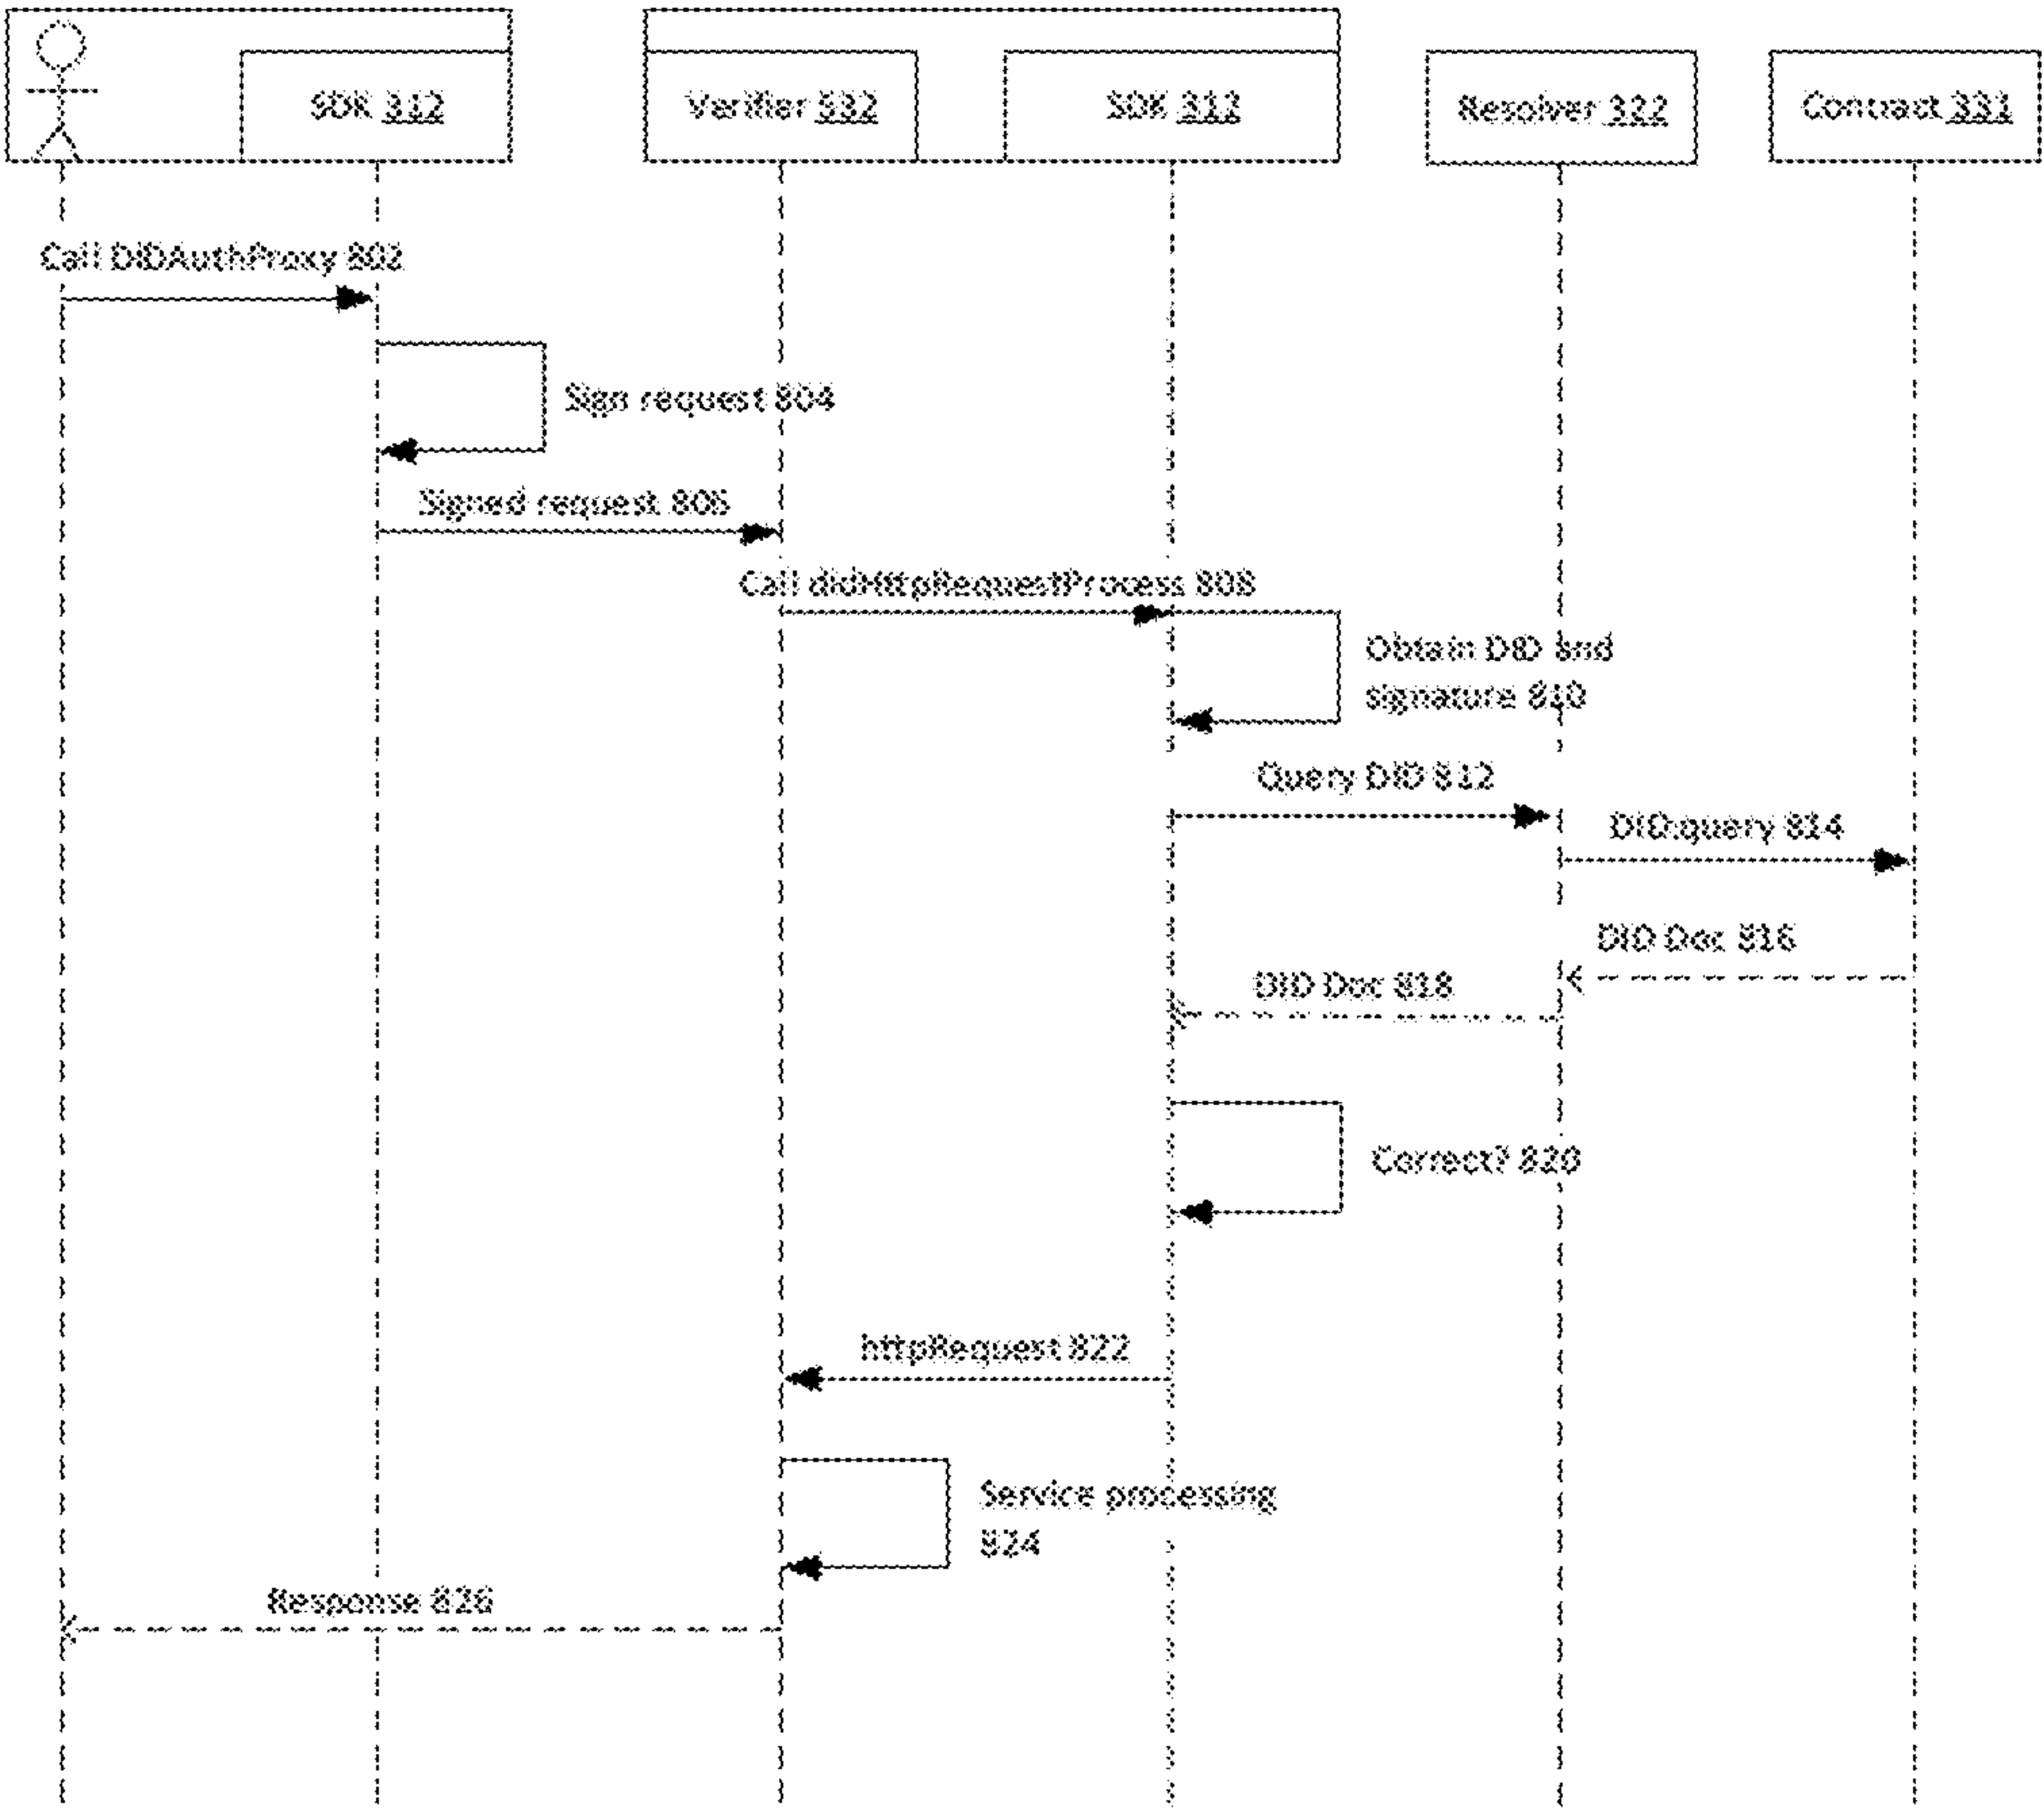 SDK 312
Verifier 532
SDK 312
Resolver 322
Contract 331
Call DIDAuthProxy 802
Sign request 804
Signed request 806
Call didHttpRequestProcess 808
Obtain DID and
signature 810
Query DID 812
DID.query 814
DID Doc 816
DID Doc 818
Correct? 820
httpRequest 822
Service processing
824
Response 826